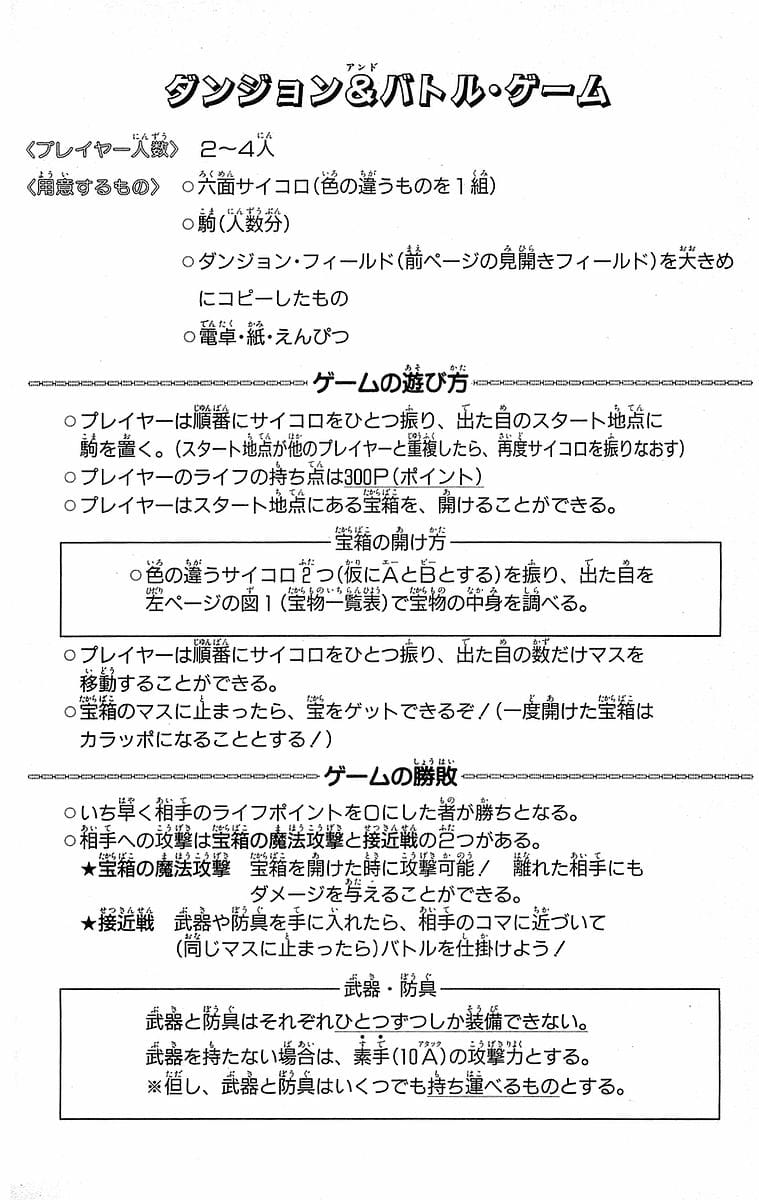 ダンジョン&バトル・ゲーム
〈プレイヤー人数〉 2〜4人
〈用意するもの〉 ○六面サイコロ(色の違うものを1組)
○駒(人数分)
○ダンジョン・フィールド(前ページの見開きフィールド)を大きめ
にコピーしたもの
○電卓・紙・えんぴつ
ゲームの遊び方
○プレイヤーは順番にサイコロをひとつ振り、出た目のスタート地点に
駒を置く。(スタート地点が他のプレイヤーと重複したら、再度サイコロを振りなおす)
○プレイヤーのライフの持ち点は300P(ポイント)
○プレイヤーはスタート地点にある宝箱を、開けることができる。
宝箱の開け方
○色の違うサイコロ2つ(仮にAとBとする)を振り、出た目を
左ページの図1(宝物一覧表)で宝物の中身を調べる。
○プレイヤーは順番にサイコロをひとつ振り、出た目の数だけマスを
移動することができる。
○宝箱のマスに止まったら、宝をゲットできるぞ!(一度開けた宝箱は
カラッポになることとする!)
ゲームの勝敗
○いち早く相手のライフポイントを0にした者が勝ちとなる。
○相手への攻撃は宝箱の魔法攻撃と接近戦の2つがある。
★宝箱の魔法攻撃 宝箱を開けた時に攻撃可能! 離れた相手にも
ダメージを与えることができる。
★接近戦 武器や防具を手に入れたら、相手のコマに近づいて
(同じマスに止まったら)バトルを仕掛けよう!
武器・防具
武器と防具はそれぞれひとつずつしか装備できない。
武器を持たない場合は、素手(10A)の攻撃力とする。
※但し、武器と防具はいくつでも持ち運べるものとする。